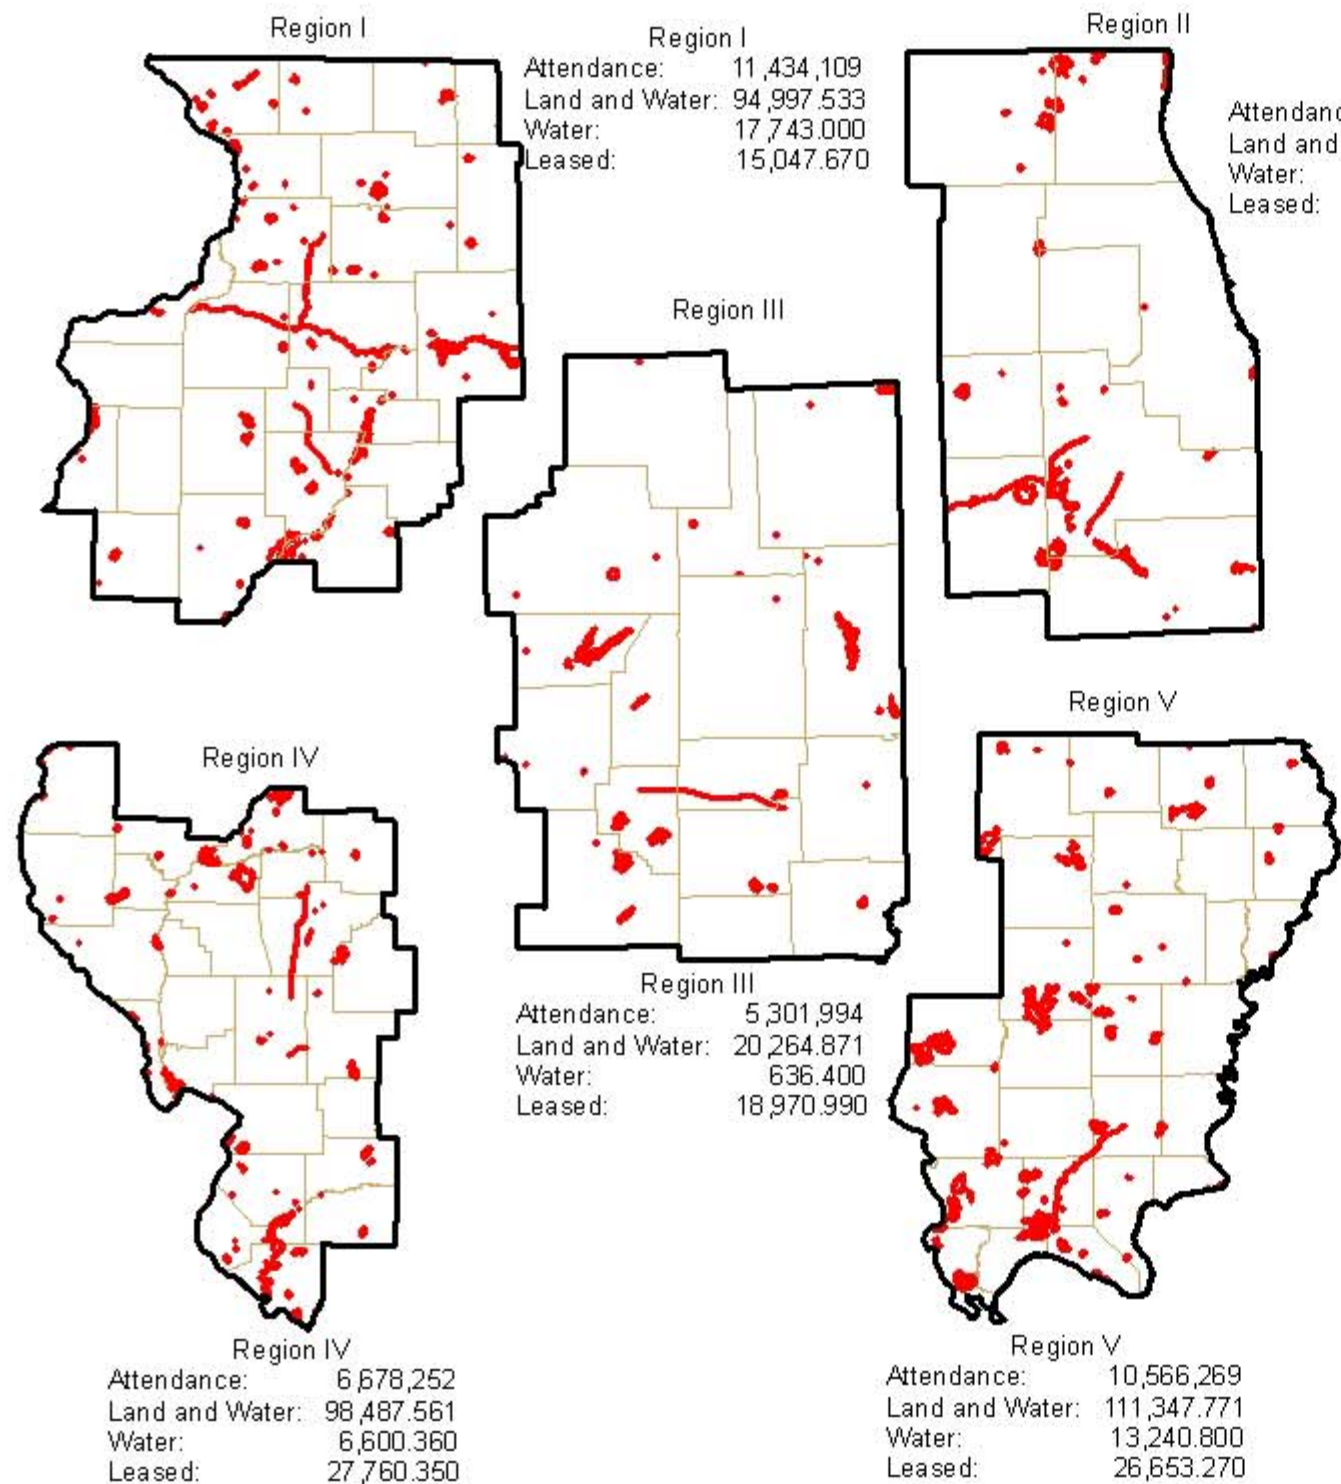 Region I
Region I
Attendance: 11,434,109
Land and Water: 94,997.533
Water: 17,743.000
Leased: 15,047.670
Region II
Land and
Water:
Leased:
Region III
Region III
Attendance: 5,301,994
Land and Water: 20,264.871
Water: 636.400
Leased: 18,970.990
Region IV
Region IV
Attendance: 6,678,252
Land and Water: 98,487.561
Water: 6,600.360
Leased: 27,760.350
Region V
Region V
Attendance: 10,566,269
Land and Water: 111,347.771
Water: 13,240.800
Leased: 26,653.270